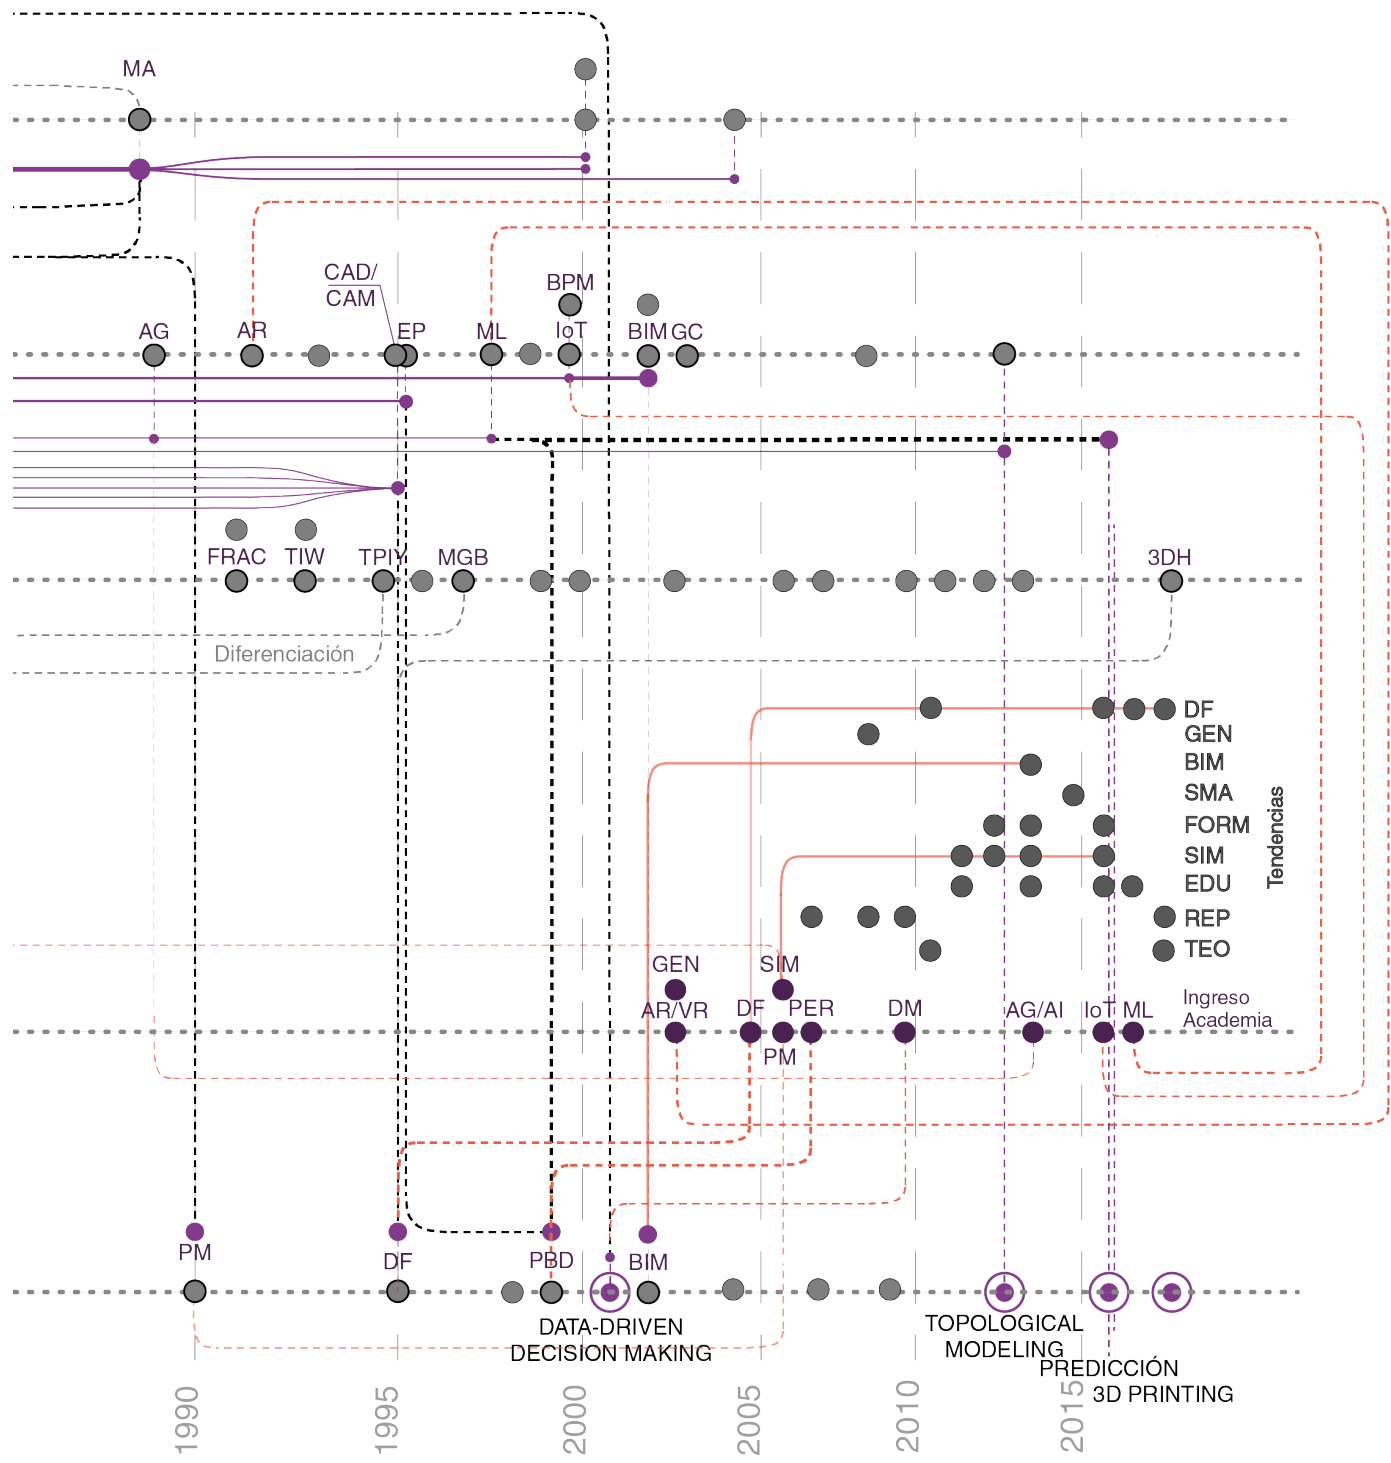 MA
CAD/
CAM
BPM
AG
AR
EP
ML
IoT
BIM
GC
FRAC
TIW
TPIY
MGB
3DH
Diferenciación
DF
GEN
BIM
SMA
FORM
SIM
EDU
REP
TEO
Tendencias
GEN
SIM
AR/VR
DF
PER
DM
AG/AI
IoT
ML
Ingreso
Academia
PM
PM
DF
PBD
BIM
DATA-DRIVEN
DECISION MAKING
TOPOLOGICAL
MODELING
PREDICCIÓN
3D PRINTING
1990
1995
2000
2005
2010
2015